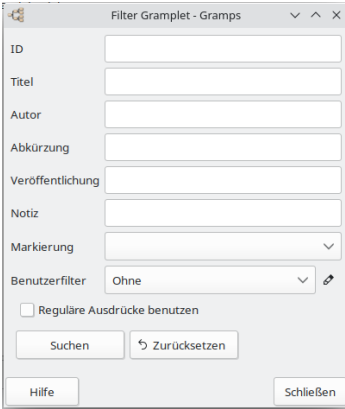 Filter Gramplet - Gramps
ID
Titel
Autor
Abkürzung
Veröffentlichung
Notiz
Markierung
Benutzerfilter Ohne
Reguläre Ausdrücke benutzen
Suchen Zurücksetzen
Hilfe Schließen